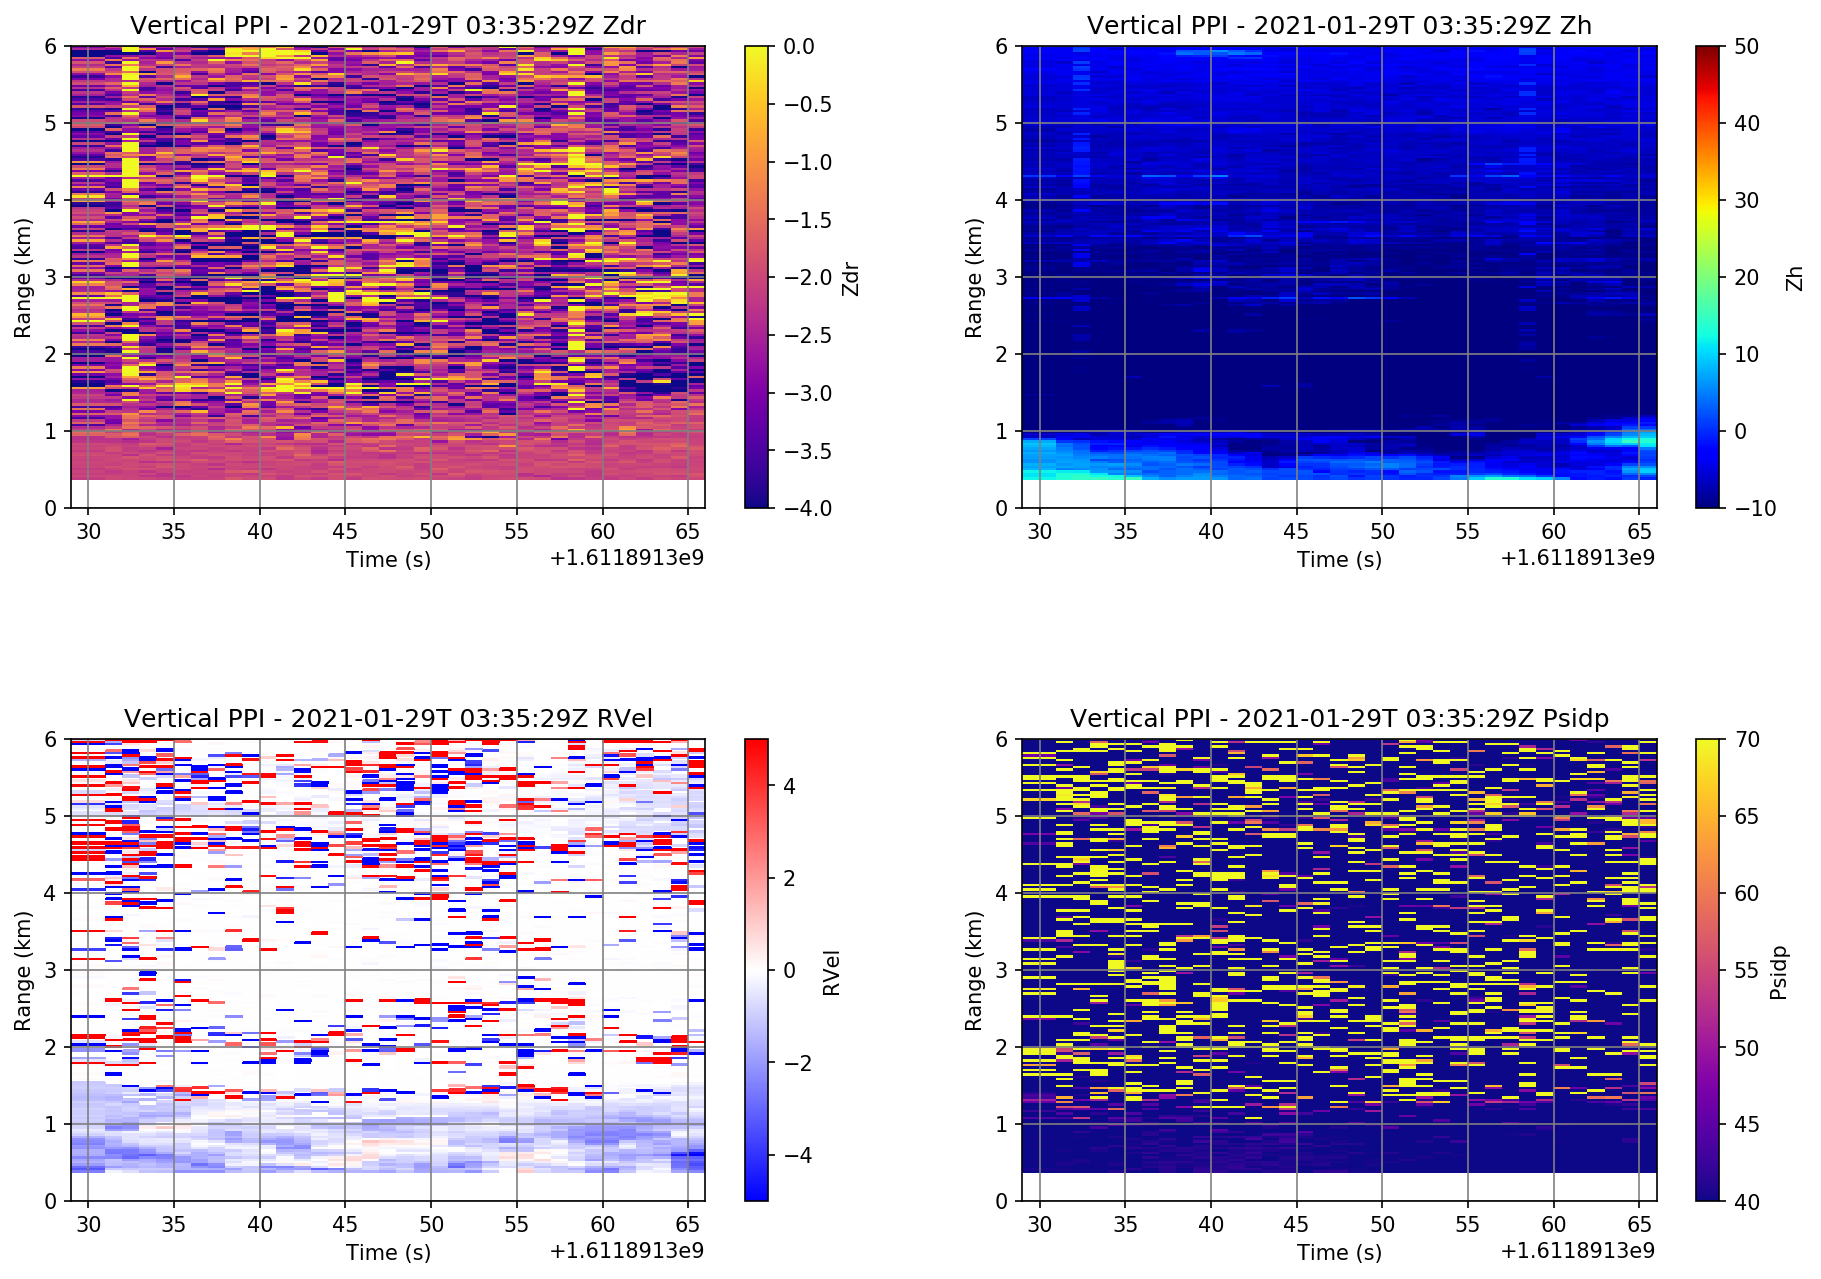 Vertical PPI - 2021-01-29T 03:35:29Z Zdr
6
5
4
3
2
1
0
Range (km)
30 35 40 45 50 55 60 65
Time (s)
+1.6118913e9
0.0
−0.5
−1.0
−1.5
−2.0
−2.5
−3.0
−3.5
−4.0
Zdr
Vertical PPI - 2021-01-29T 03:35:29Z Zh
6
5
4
3
2
1
0
Range (km)
30 35 40 45 50 55 60 65
Time (s)
+1.6118913e9
50
40
30
20
10
0
−10
Zh
Vertical PPI - 2021-01-29T 03:35:29Z RVel
6
5
4
3
2
1
0
Range (km)
30 35 40 45 50 55 60 65
Time (s)
+1.6118913e9
4
2
0
−2
−4
RVel
Vertical PPI - 2021-01-29T 03:35:29Z Psidp
6
5
4
3
2
1
0
Range (km)
30 35 40 45 50 55 60 65
Time (s)
+1.6118913e9
70
65
60
55
50
45
40
Psidp